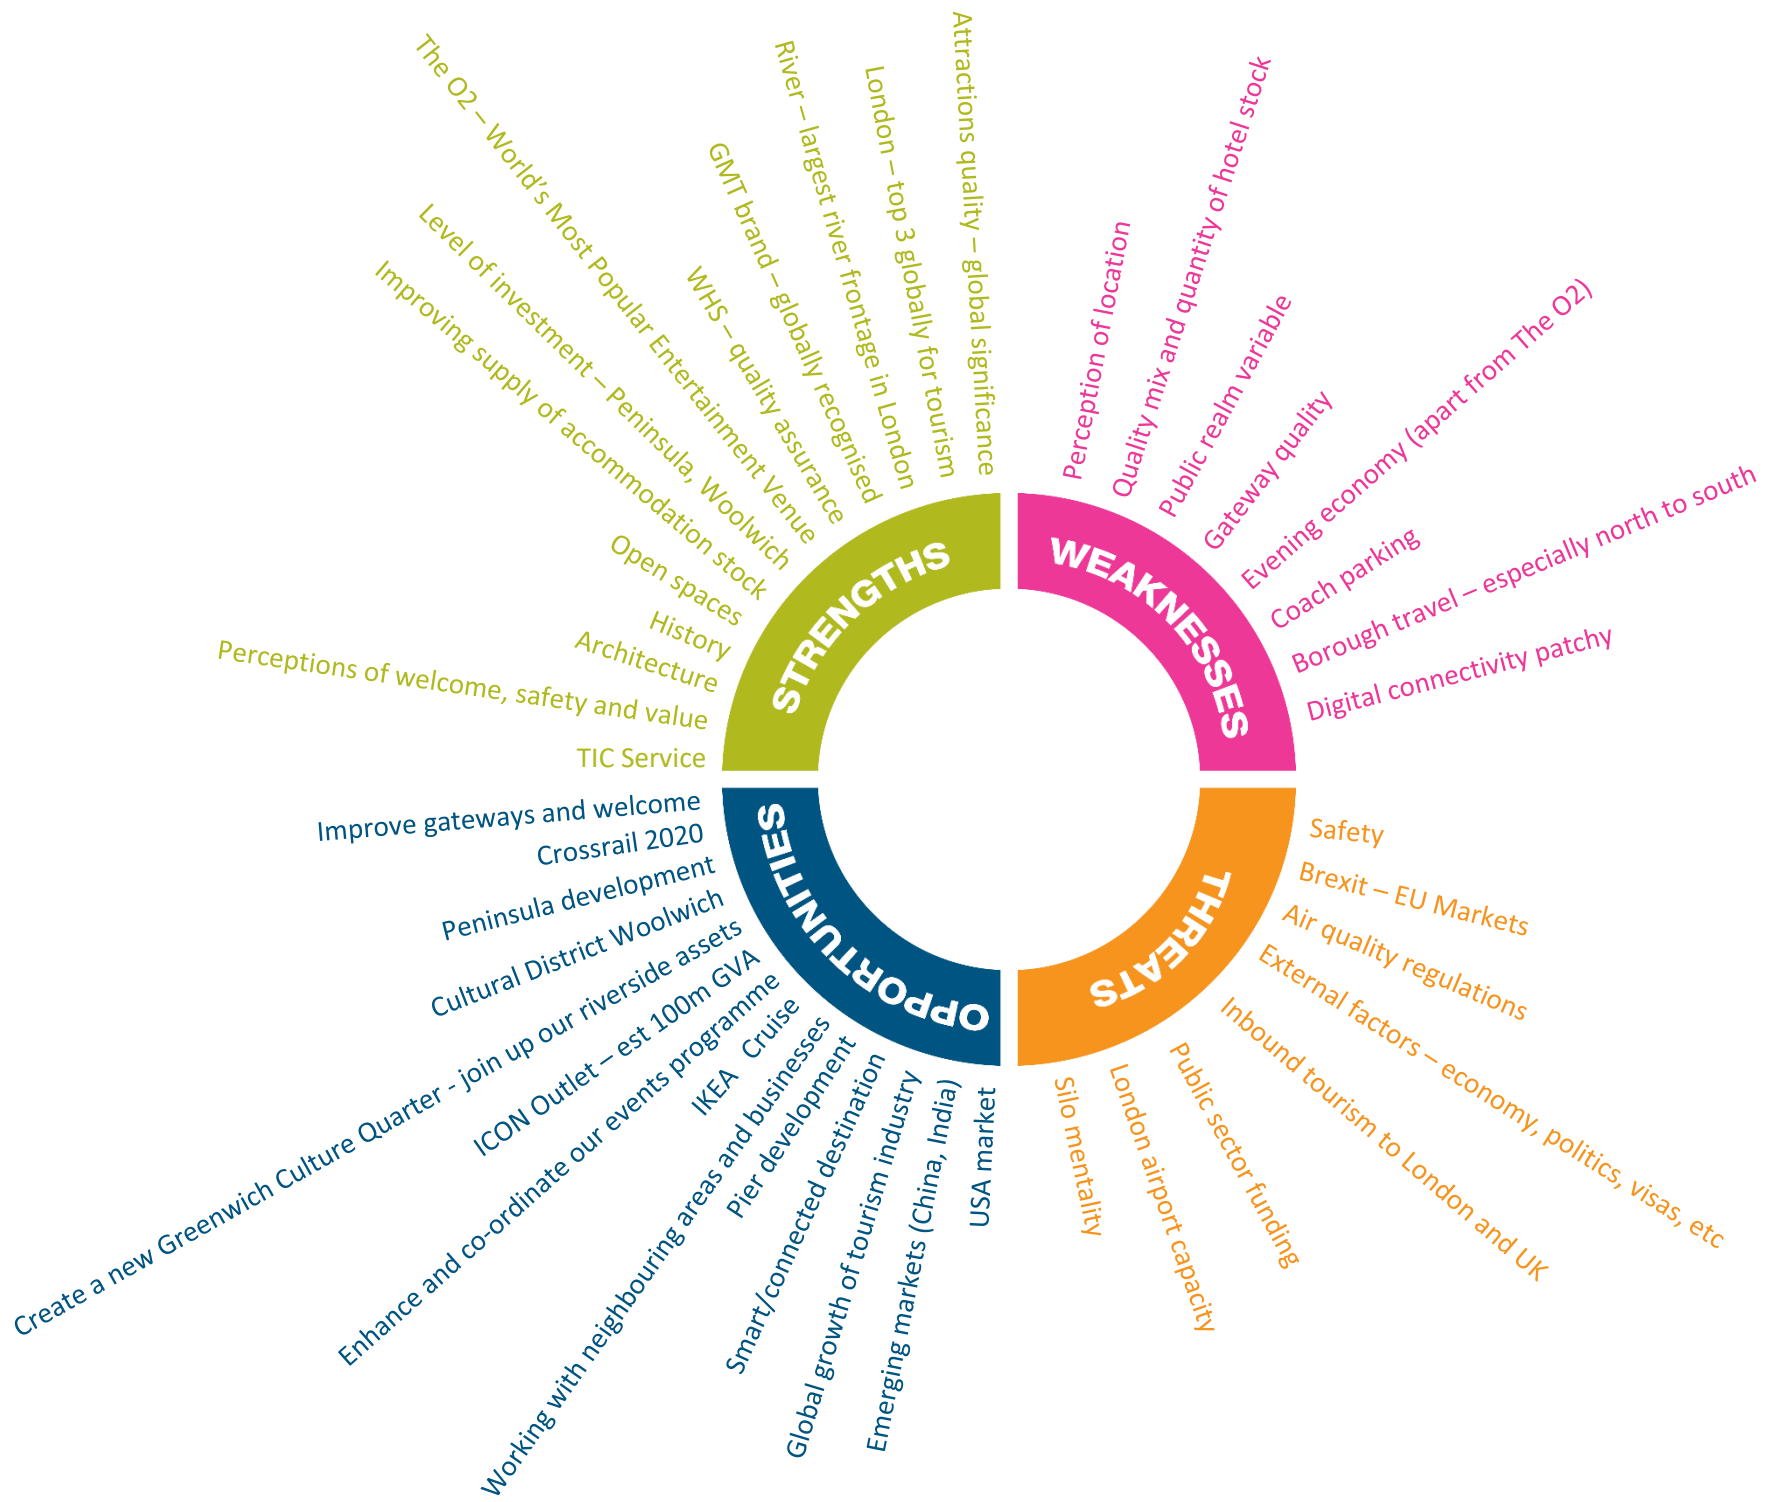 STRENGTHS
Attractions quality – global significance
London – top 3 globally for tourism
River – largest river frontage in London
GMT brand – globally recognised
WHS – quality assurance
The O2 – World’s Most Popular Entertainment Venue
Level of investment – Peninsula, Woolwich
Improving supply of accommodation stock
Open spaces
History
Architecture
Perceptions of welcome, safety and value
TIC Service
WEAKNESSES
Perception of location
Quality mix and quantity of hotel stock
Public realm variable
Gateway quality
Evening economy (apart from The O2)
Coach parking
Borough travel – especially north to south
Digital connectivity patchy
OPPORTUNITIES
Improve gateways and welcome
Crossrail 2020
Peninsula development
Cultural District Woolwich
Create a new Greenwich Culture Quarter - join up our riverside assets
ICON Outlet – est 100m GVA
Enhance and co-ordinate our events programme
IKEA Cruise
Working with neighbouring areas and businesses
Pier development
Smart/connected destination
Global growth of tourism industry
Emerging markets (China, India)
USA market
THREATS
Safety
Brexit – EU Markets
Air quality regulations
External factors – economy, politics, visas, etc
Inbound tourism to London and UK
Public sector funding
London airport capacity
Silo mentality